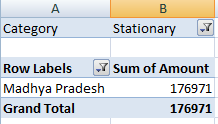 A B
Category Stationary
Row Labels Sum of Amount
Madhya Pradesh 176971
Grand Total 176971